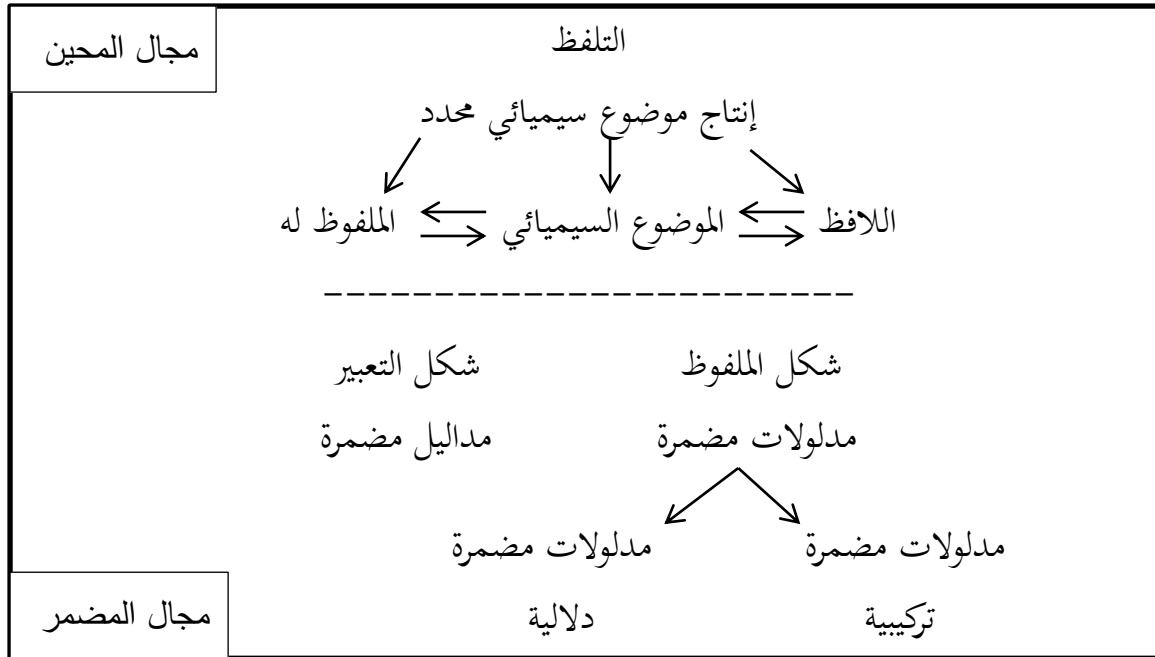 مجال المحين
التلفظ
إنتاج موضوع سيميائي محدد
اللافظ الموضوع السيميائي الملفوظ له
شكل الملفوظ شكل التعبير
مدلولات مضمرة مداليل مضمرة
مدلولات مضمرة مدلولات مضمرة
تركيبية دلالية
مجال المضمر